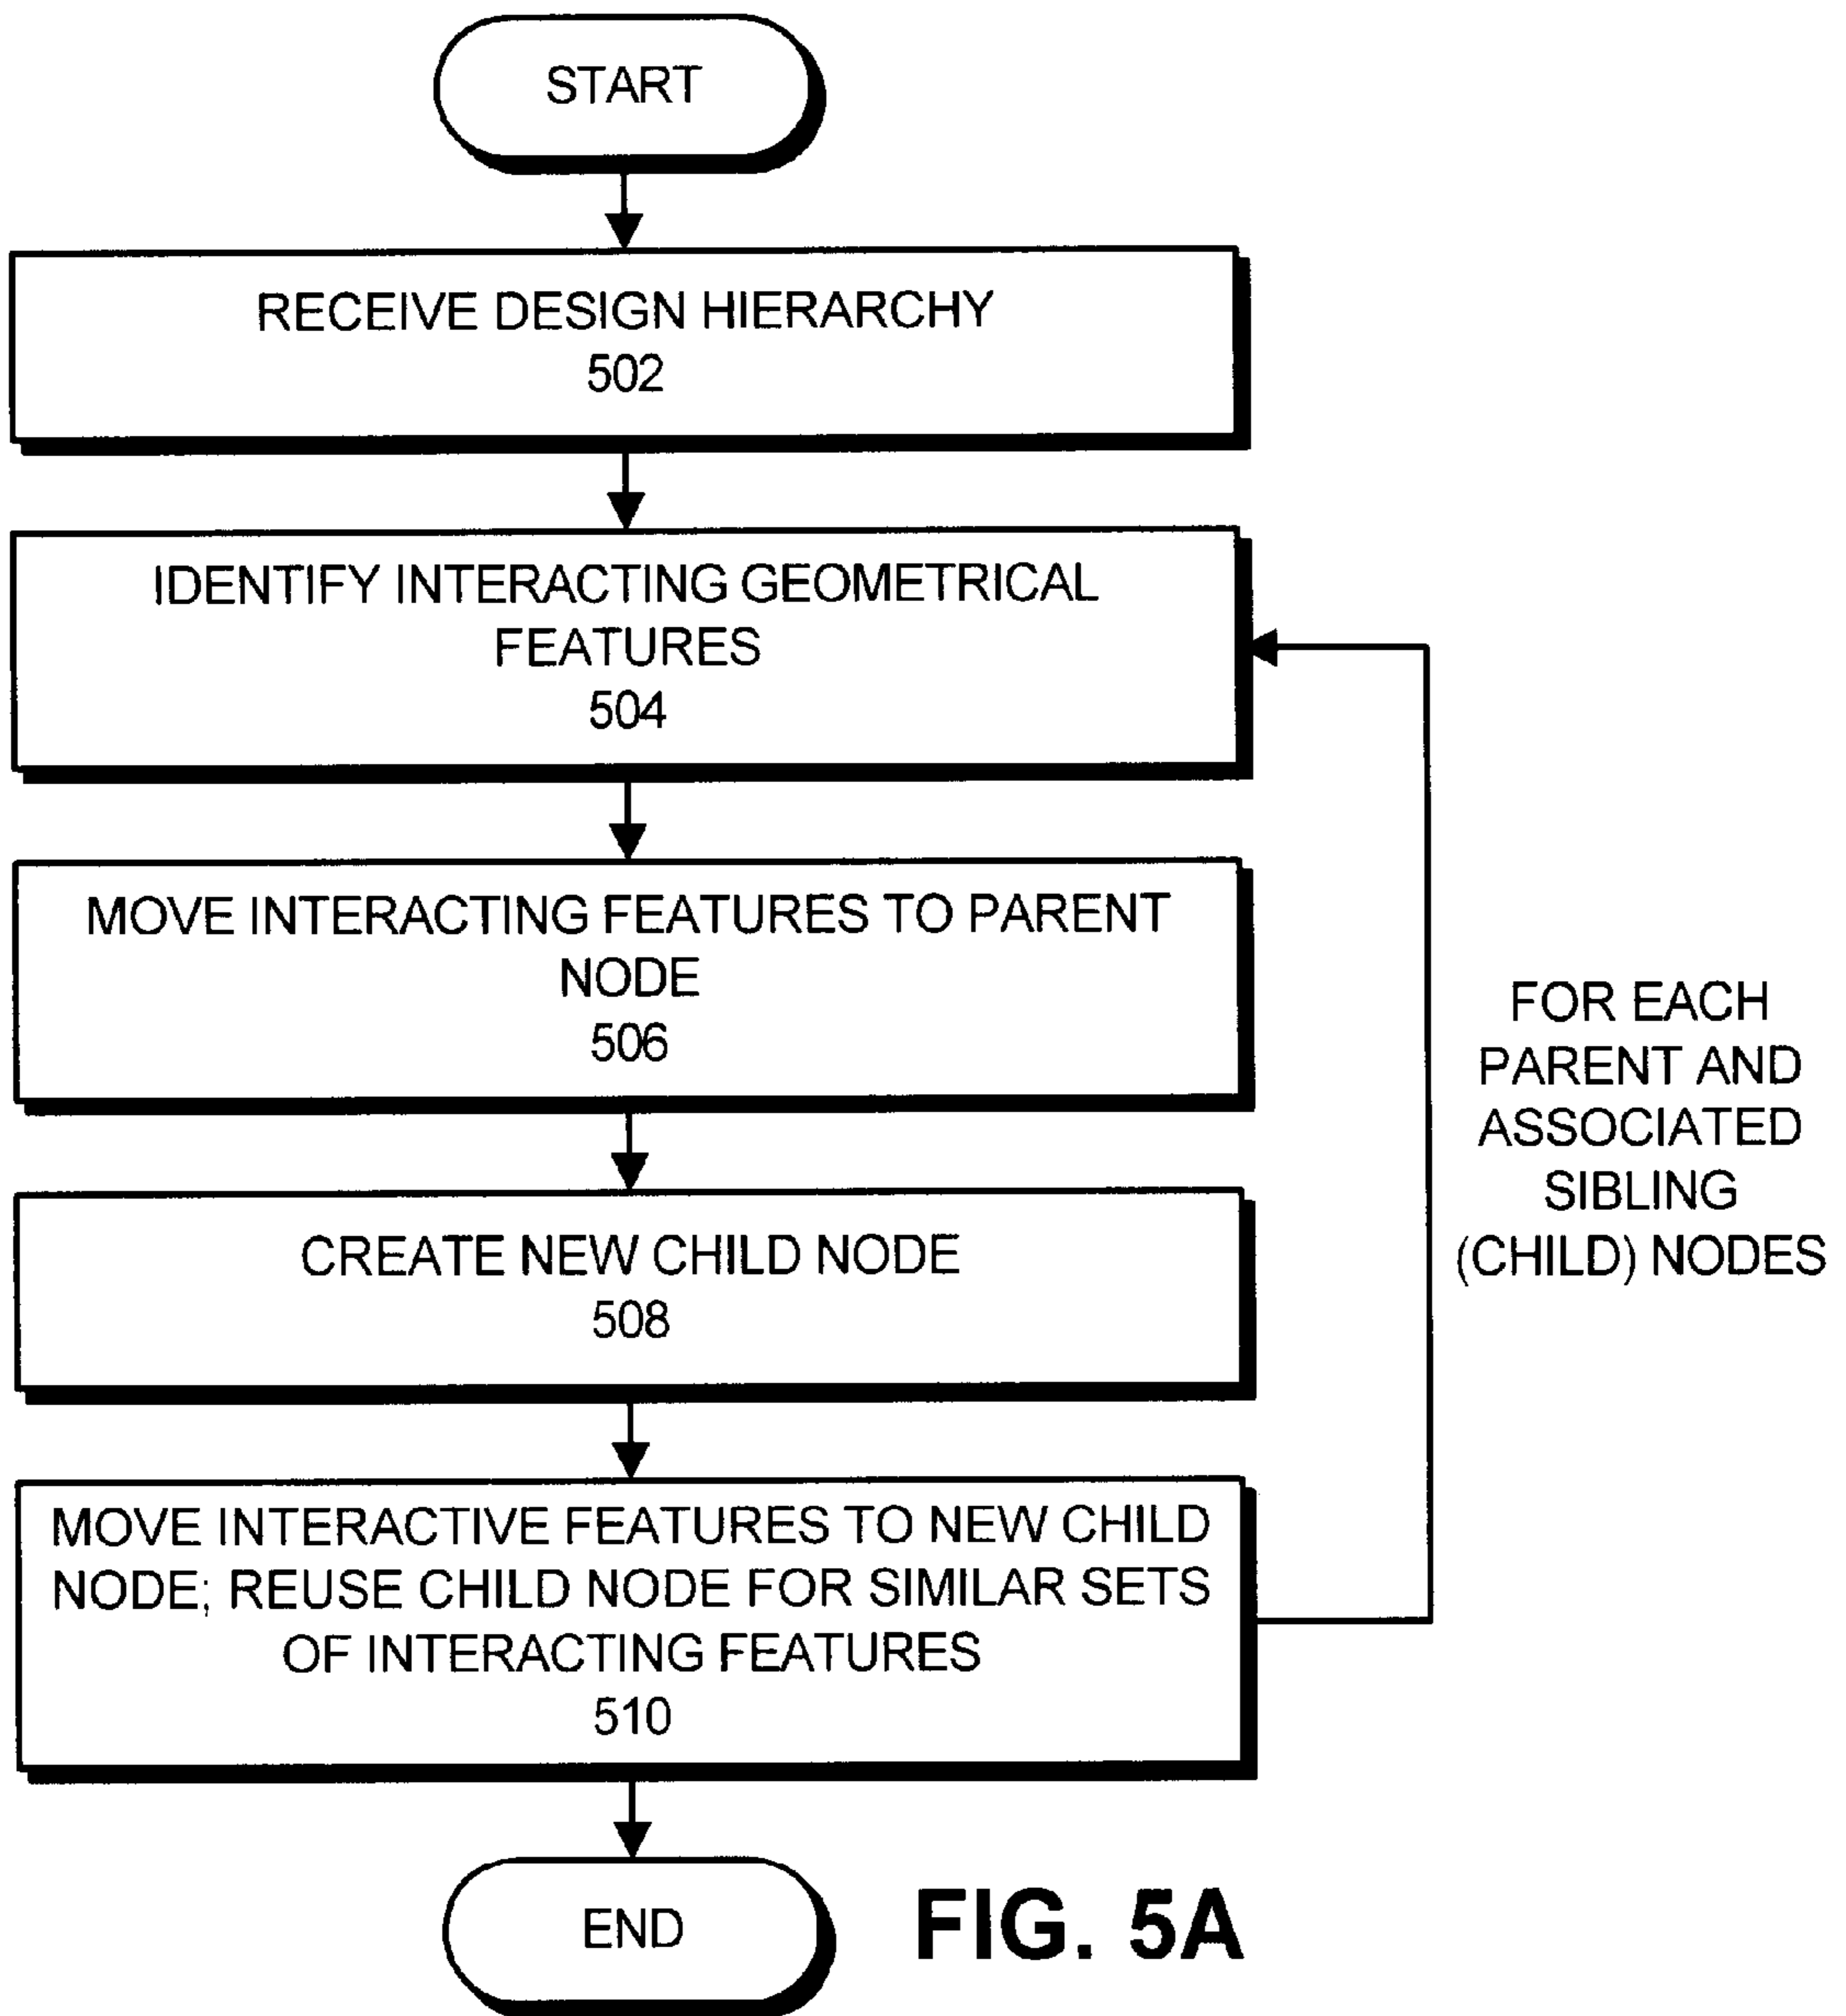 START
RECEIVE DESIGN HIERARCHY
502
IDENTIFY INTERACTING GEOMETRICAL
FEATURES
504
MOVE INTERACTING FEATURES TO PARENT
NODE
506
CREATE NEW CHILD NODE
508
MOVE INTERACTIVE FEATURES TO NEW CHILD
NODE; REUSE CHILD NODE FOR SIMILAR SETS
OF INTERACTING FEATURES
510
FOR EACH
PARENT AND
ASSOCIATED
SIBLING
(CHILD) NODES
END
FIG. 5A